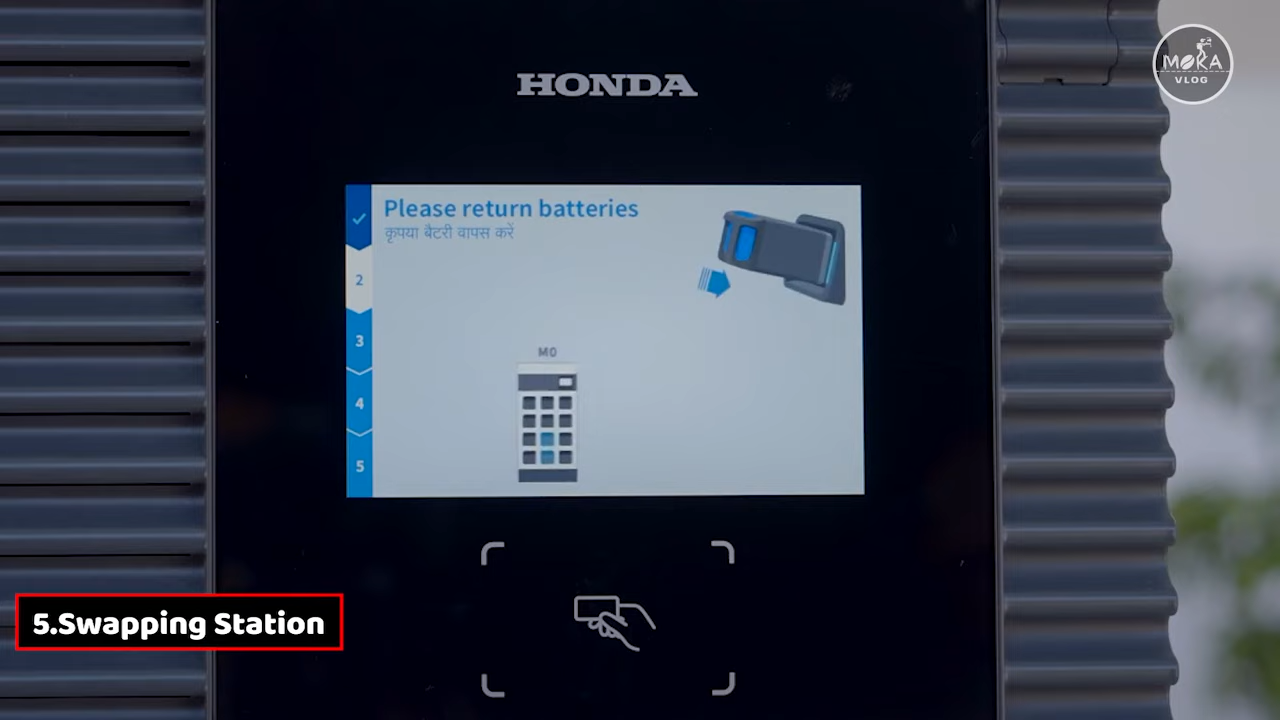 HONDA
MOKA
VLOG
Please return batteries
कृपया बैटरी वापस करें
2
3
4
5
M0
5.Swapping Station